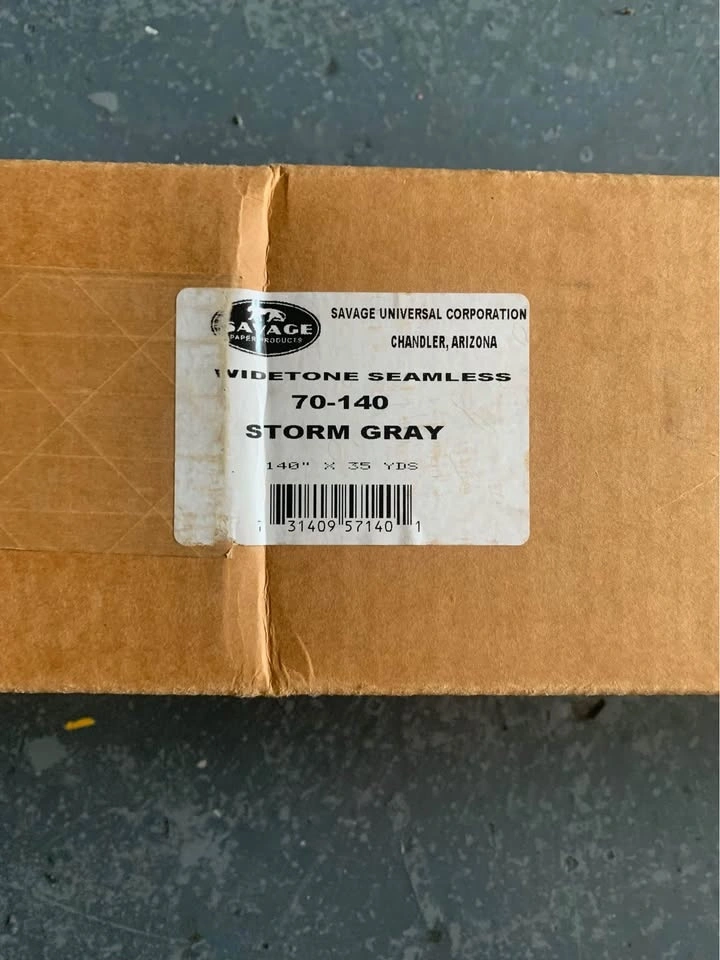 SAVAGE
PAPER PRODUCTS
SAVAGE UNIVERSAL CORPORATION
CHANDLER, ARIZONA
WIDETONE SEAMLESS
70-140
STORM GRAY
140" X 35 YDS
7 31409 57140 1